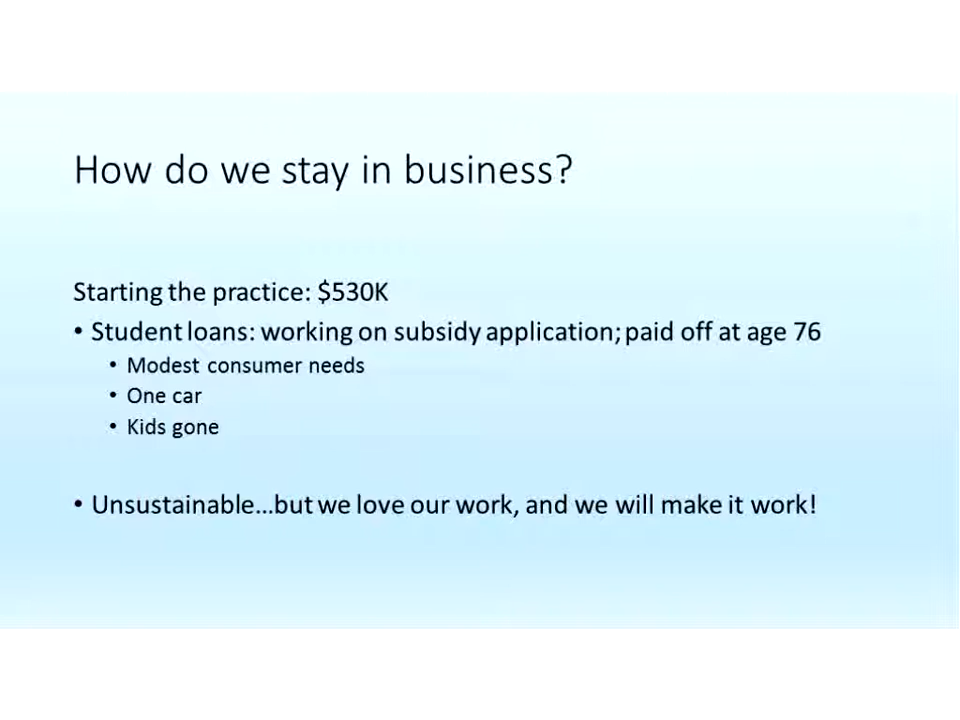 How do we stay in business?
Starting the practice: $530K
• Student loans: working on subsidy application; paid off at age 76
• Modest consumer needs
• One car
• Kids gone
• Unsustainable…but we love our work, and we will make it work!